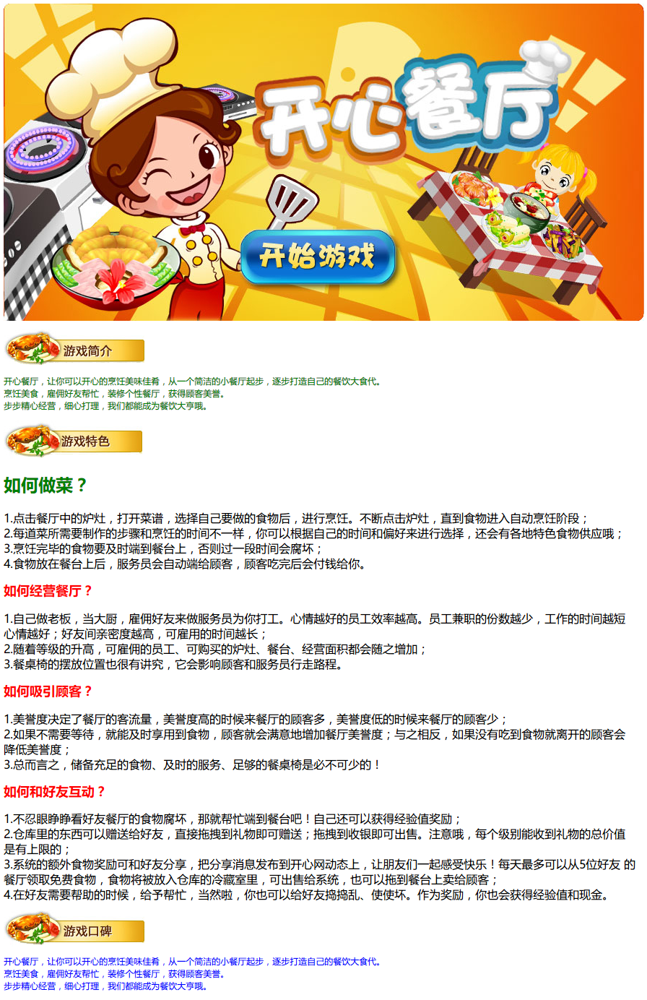 开心餐厅
开始游戏
游戏简介
开心餐厅，让你可以开心的烹饪美味佳肴，从一个简洁的小餐厅起步，逐步打造自己的餐饮大食代。
烹饪美食，雇佣好友帮忙，装修个性餐厅，获得顾客美誉。
步步精心经营，细心打理，我们都能成为餐饮大亨哦。
游戏特色
如何做菜？
1.点击餐厅中的炉灶，打开菜谱，选择自己要做的食物后，进行烹饪。不断点击炉灶，直到食物进入自动烹饪阶段；
2.每道菜所需要制作的步骤和烹饪的时间不一样，你可以根据自己的时间和偏好来进行选择，还会有各地特色食物供应哦；
3.烹饪完毕的食物要及时端到餐台上，否则过一段时间会腐坏；
4.食物放在餐台上后，服务员会自动端给顾客，顾客吃完后会付钱给你。
如何经营餐厅？
1.自己做老板，当大厨，雇佣好友来做服务员为你打工。心情越好的员工效率越高。员工兼职的份数越少，工作的时间越短
心情越好；好友间亲密度越高，可雇用的时间越长；
2.随着等级的升高，可雇佣的员工、可购买的炉灶、餐台、经营面积都会随之增加；
3.餐桌椅的摆放位置也很有讲究，它会影响顾客和服务员行走路程。
如何吸引顾客？
1.美誉度决定了餐厅的客流量，美誉度高的时候来餐厅的顾客多，美誉度低的时候来餐厅的顾客少；
2.如果不需要等待，就能及时享用到食物，顾客就会满意地增加餐厅美誉度；与之相反，如果没有吃到食物就离开的顾客会
降低美誉度；
3.总而言之，储备充足的食物、及时的服务、足够的餐桌椅是必不可少的！
如何和好友互动？
1.不忍眼睁睁看好友餐厅的食物腐坏，那就帮忙端到餐台吧！自己还可以获得经验值奖励；
2.仓库里的东西可以赠送给好友，直接拖拽到礼物即可赠送；拖拽到收银即可出售。注意哦，每个级别能收到礼物的总价值
是有上限的；
3.系统的额外食物奖励可和好友分享，把分享消息发布到开心网动态上，让朋友们一起感受快乐！每天最多可以从5位好友 的
餐厅领取免费食物，食物将被放入仓库的冷藏室里，可出售给系统，也可以拖到餐台上卖给顾客；
4.在好友需要帮助的时候，给予帮忙，当然啦，你也可以给好友捣捣乱、使使坏。作为奖励，你也会获得经验值和现金。
游戏口碑
开心餐厅，让你可以开心的烹饪美味佳肴，从一个简洁的小餐厅起步，逐步打造自己的餐饮大食代。
烹饪美食，雇佣好友帮忙，装修个性餐厅，获得顾客美誉。
步步精心经营，细心打理，我们都能成为餐饮大亨哦。